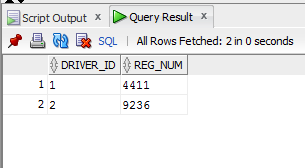 Script Output × Query Result ×
SQL | All Rows Fetched: 2 in 0 seconds
DRIVER_ID REG_NUM
1 1 4411
2 2 9236